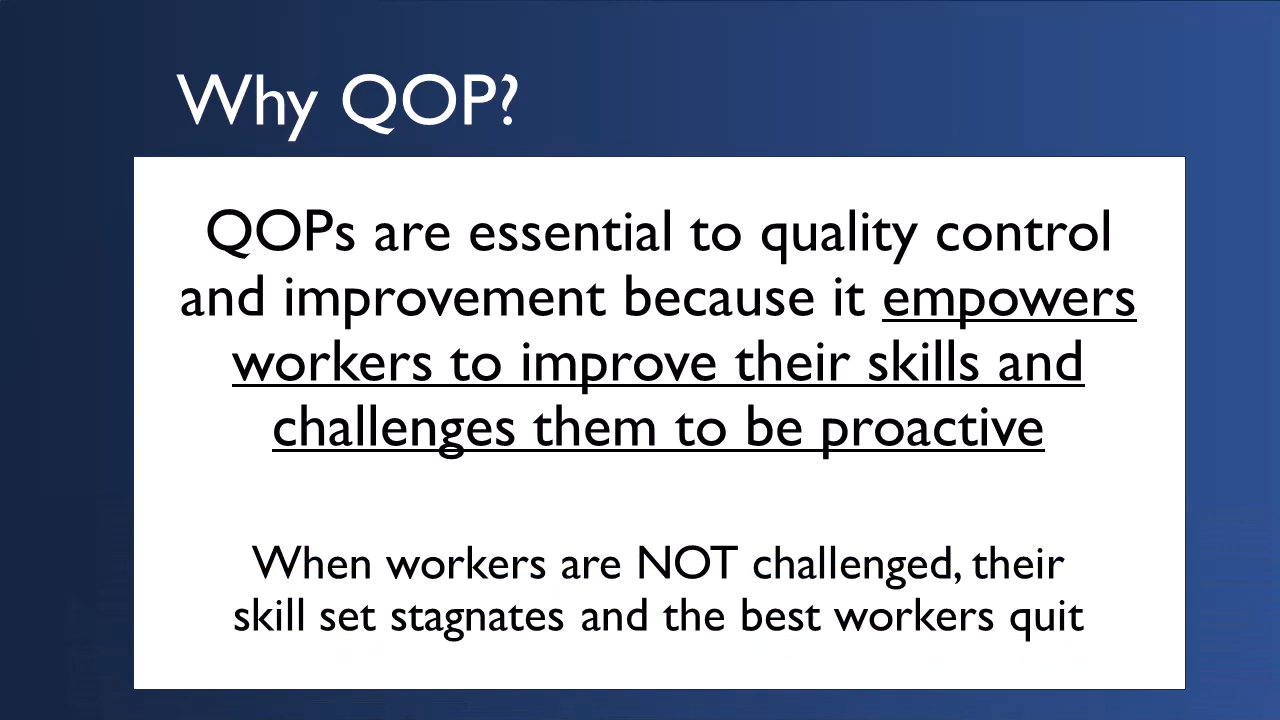 Why QOP?
QOPs are essential to quality control
and improvement because it empowers
workers to improve their skills and
challenges them to be proactive
When workers are NOT challenged, their
skill set stagnates and the best workers quit